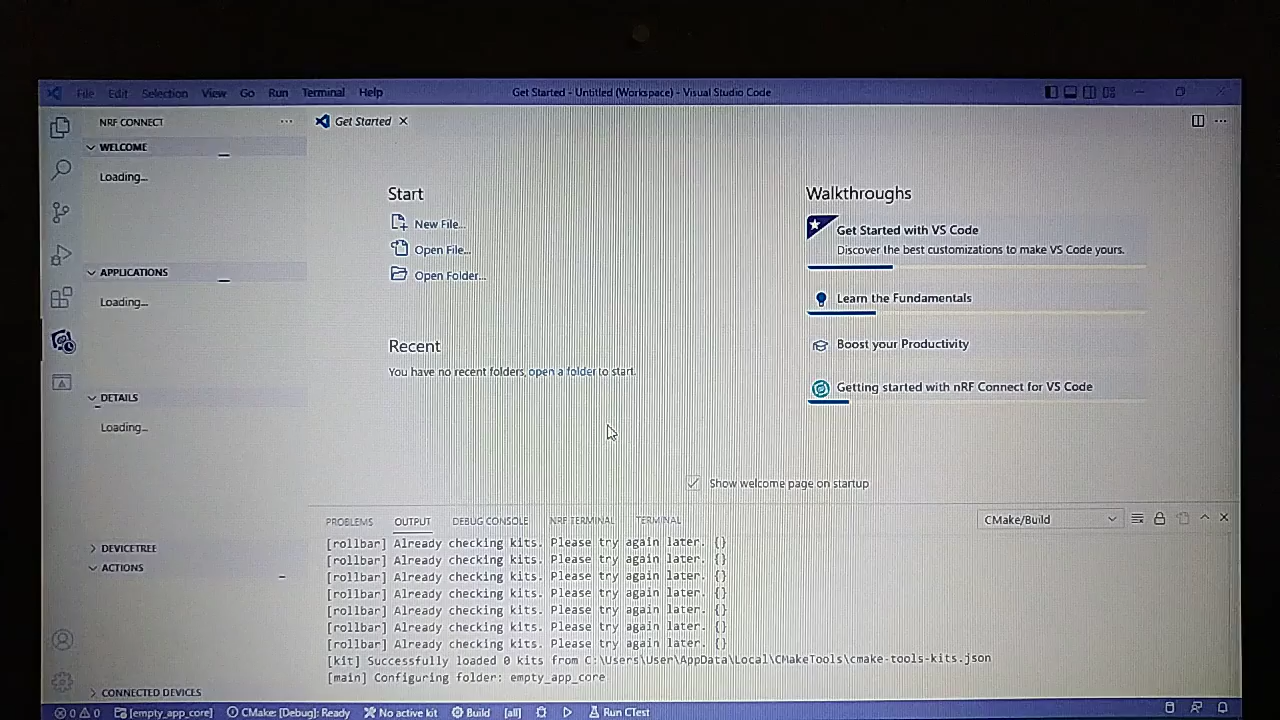 File Edit Selection View Go Run Terminal Help Get Started - Untitled (Workspace) - Visual Studio Code
NRF CONNECT ...
WELCOME
Loading...
APPLICATIONS
Loading...
DETAILS
Loading...
DEVICETREE
ACTIONS
CONNECTED DEVICES
Get Started
Start
New File...
Open File...
Open Folder...
Recent
You have no recent folders, open a folder to start.
Walkthroughs
Get Started with VS Code
Discover the best customizations to make VS Code yours.
Learn the Fundamentals
Boost your Productivity
Getting started with nRF Connect for VS Code
Show welcome page on startup
PROBLEMS OUTPUT DEBUG CONSOLE NRF TERMINAL TERMINAL CMake/Build
[rollbar] Already checking kits. Please try again later. {}
[rollbar] Already checking kits. Please try again later. {}
[rollbar] Already checking kits. Please try again later. {}
[rollbar] Already checking kits. Please try again later. {}
[rollbar] Already checking kits. Please try again later. {}
[rollbar] Already checking kits. Please try again later. {}
[rollbar] Already checking kits. Please try again later. {}
[kit] Successfully loaded 0 kits from C:\Users\User\AppData\Local\CMakeTools\cmake-tools-kits.json
[main] Configuring folder: empty_app_core
0 0 [empty_app_core] CMake: [Debug]: Ready No active kit Build [all] Run CTest